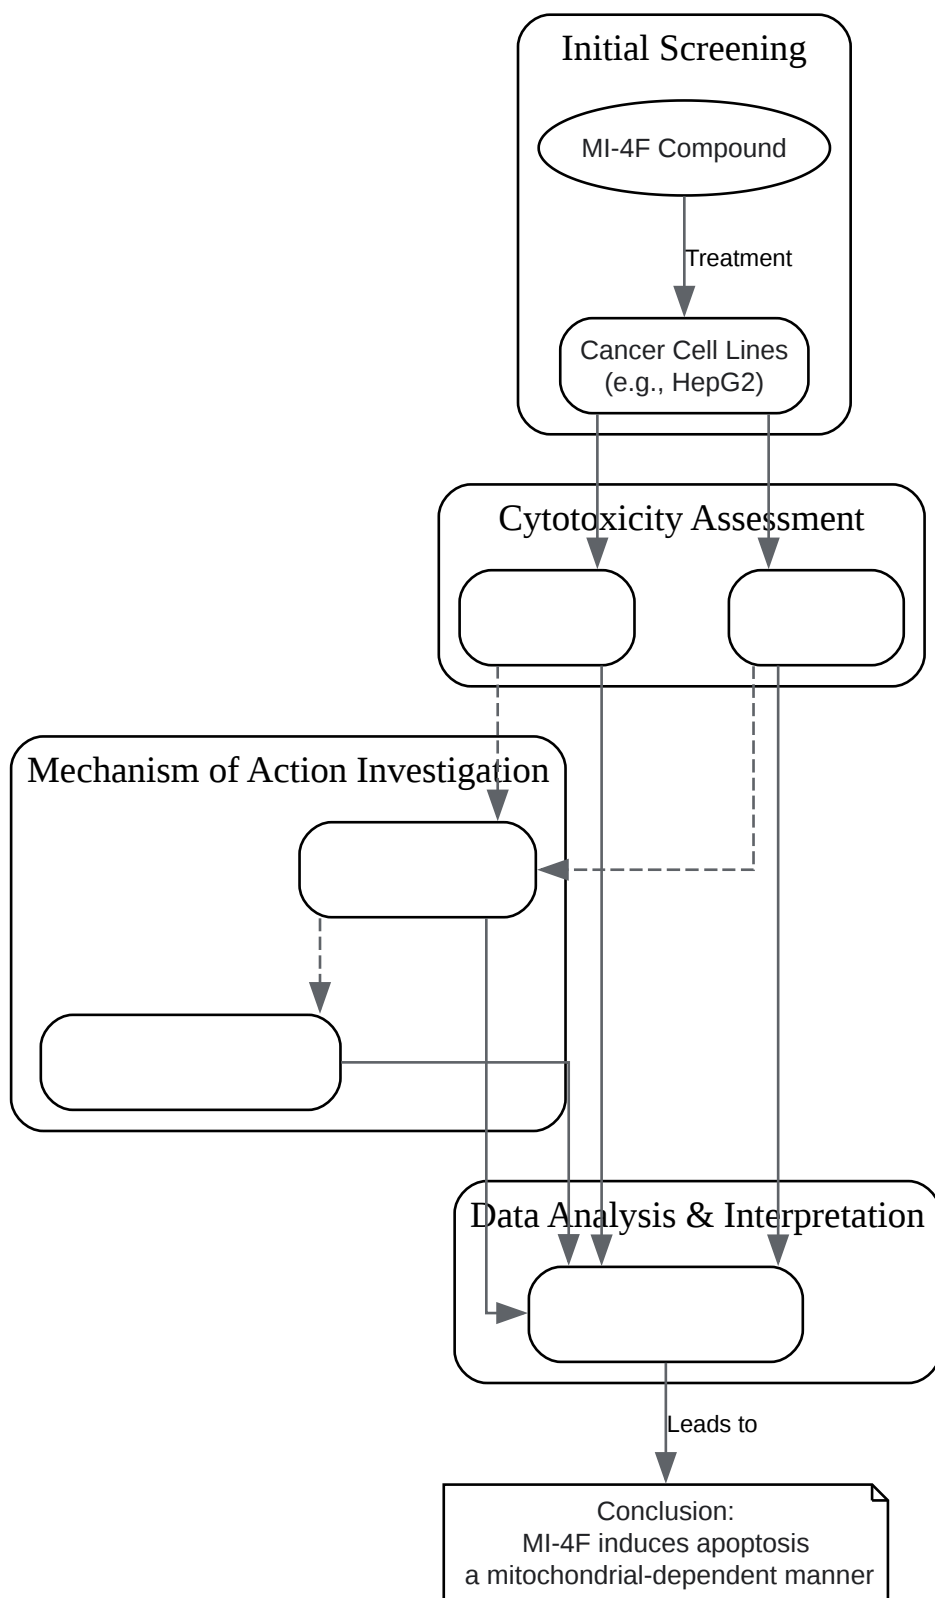 Initial Screening
MI-4F Compound
Treatment
Cancer Cell Lines
(e.g., HepG2)
Cytotoxicity Assessment
Mechanism of Action Investigation
Data Analysis & Interpretation
Leads to
Conclusion:
MI-4F induces apoptosis
a mitochondrial-dependent manner